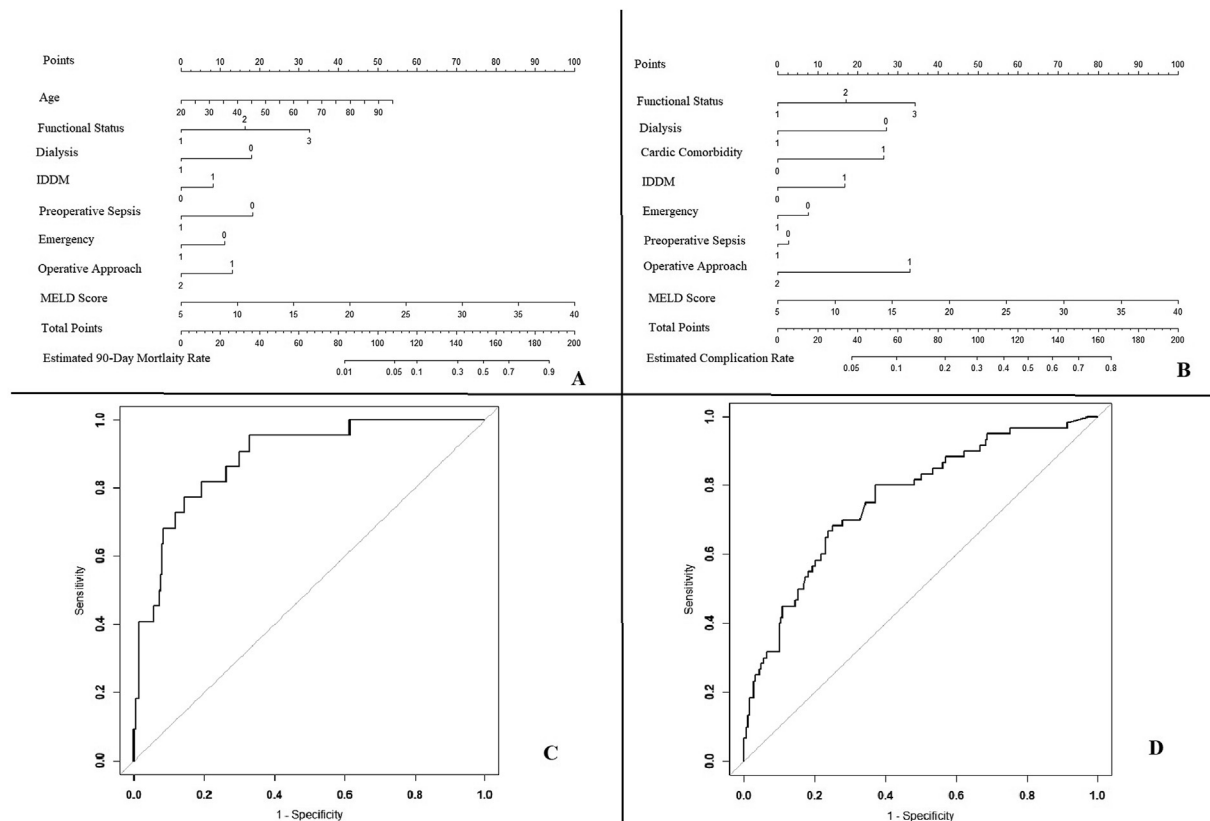 Points
0 10 20 30 40 50 60 70 80 90 100
Age
20 30 40 50 60 70 80 90
Functional Status
2
1 3
Dialysis
0
1
IDDM
1
0
Preoperative Sepsis
0
1
Emergency
0
1
Operative Approach
1
2
MELD Score
5 10 15 20 25 30 35 40
Total Points
0 20 40 60 80 100 120 140 160 180 200
Estimated 90-Day Mortlaity Rate
0.01 0.05 0.1 0.3 0.5 0.7 0.9
A
Points
0 10 20 30 40 50 60 70 80 90 100
Functional Status
2
1 3
Dialysis
0
1
Cardic Comorbidity
1
0
IDDM
1
0
Emergency
0
1
Preoperative Sepsis
0
1
Operative Approach
1
2
MELD Score
5 10 15 20 25 30 35 40
Total Points
0 20 40 60 80 100 120 140 160 180 200
Estimated Complication Rate
0.05 0.1 0.2 0.3 0.4 0.5 0.6 0.7 0.8
B
1.0
0.8
0.6
0.4
0.2
0.0
Sensitivity
0.0 0.2 0.4 0.6 0.8 1.0
1 - Specificity
C
1.0
0.8
0.6
0.4
0.2
0.0
Sensitivity
0.0 0.2 0.4 0.6 0.8 1.0
1 - Specificity
D